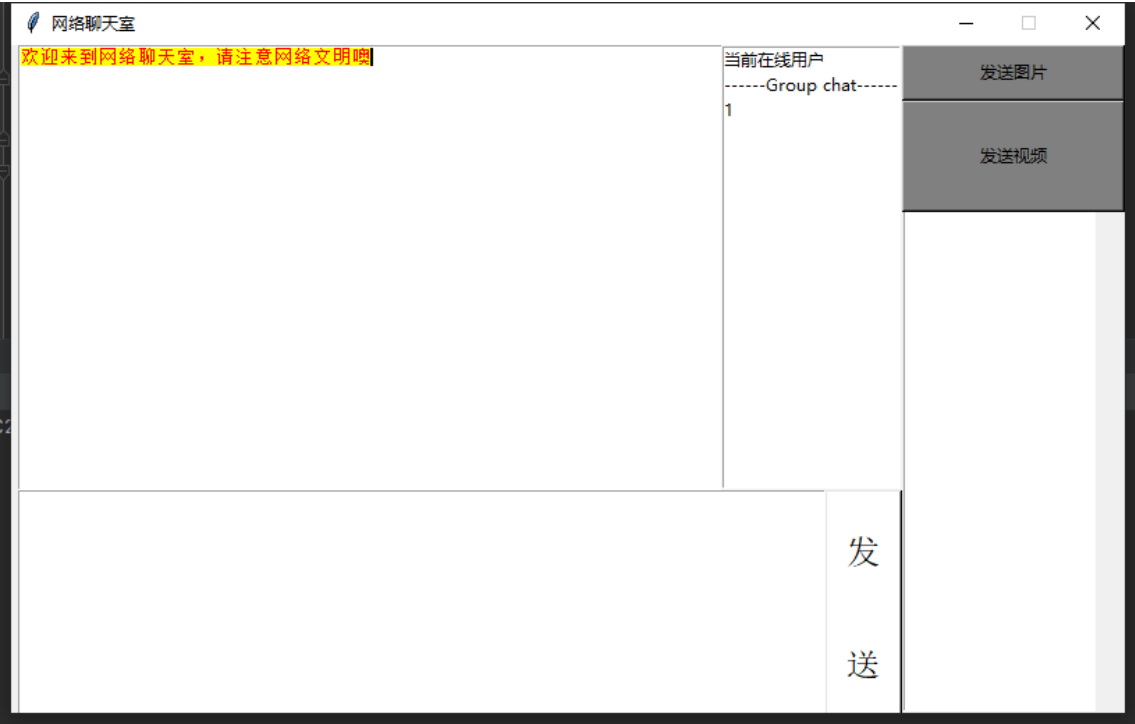 网络聊天室
欢迎来到网络聊天室，请注意网络文明噢
当前在线用户
------Group chat------
1
发送图片
发送视频
发
送